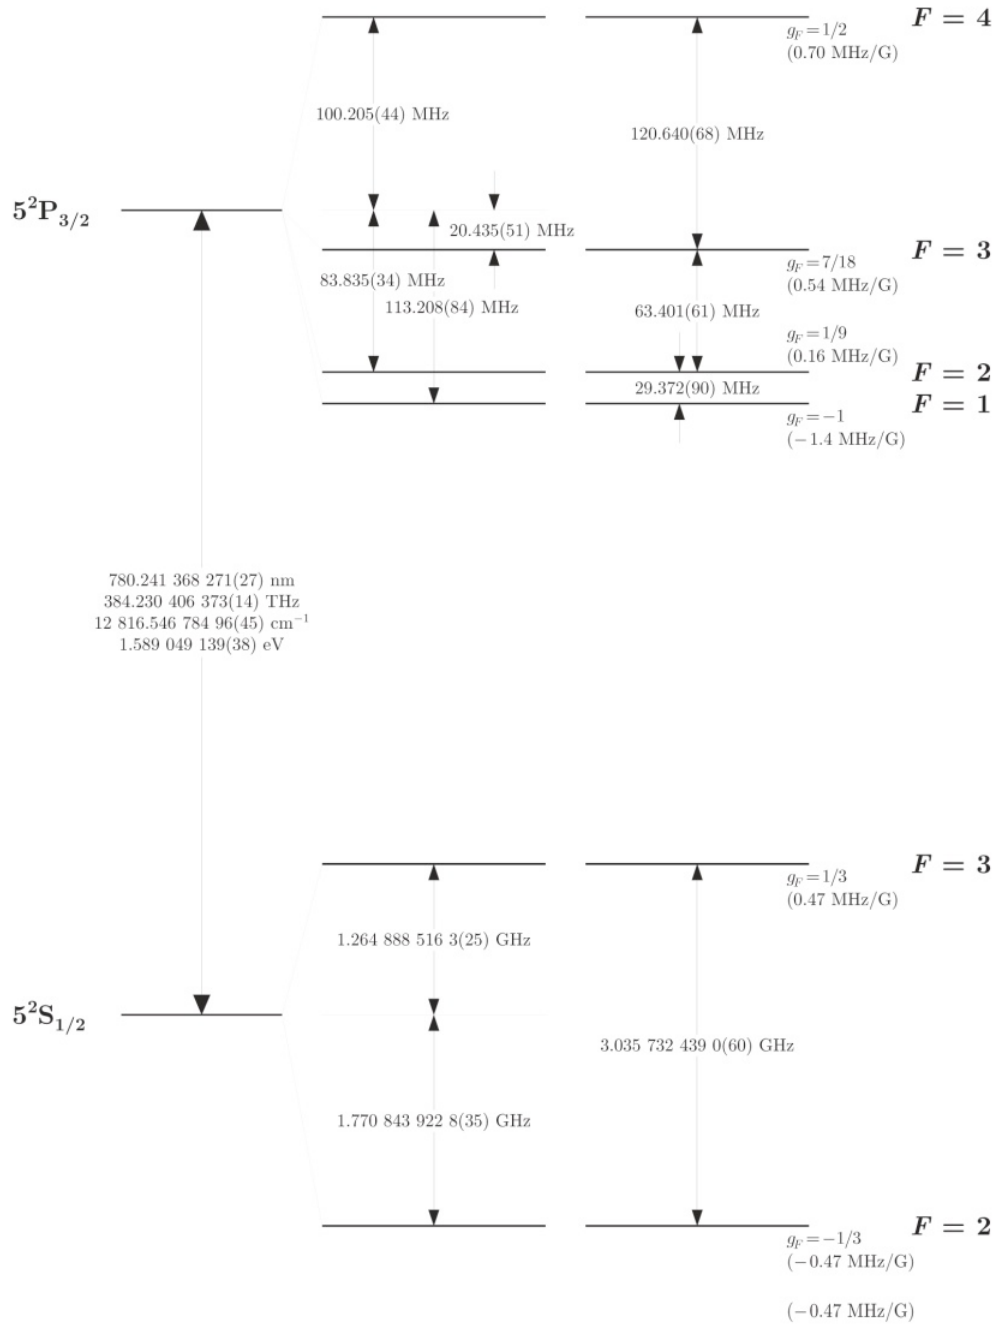 F = 4
g_F = 1/2
(0.70 MHz/G)
100.205(44) MHz
120.640(68) MHz
5²P₃/₂
20.435(51) MHz
F = 3
g_F = 7/18
(0.54 MHz/G)
83.835(34) MHz
113.208(84) MHz
63.401(61) MHz
g_F = 1/9
(0.16 MHz/G)
F = 2
29.372(90) MHz
F = 1
g_F = −1
(−1.4 MHz/G)
780.241 368 271(27) nm
384.230 406 373(14) THz
12 816.546 784 96(45) cm⁻¹
1.589 049 139(38) eV
F = 3
g_F = 1/3
(0.47 MHz/G)
1.264 888 516 3(25) GHz
5²S₁/₂
3.035 732 439 0(60) GHz
1.770 843 922 8(35) GHz
F = 2
g_F = −1/3
(−0.47 MHz/G)
(−0.47 MHz/G)